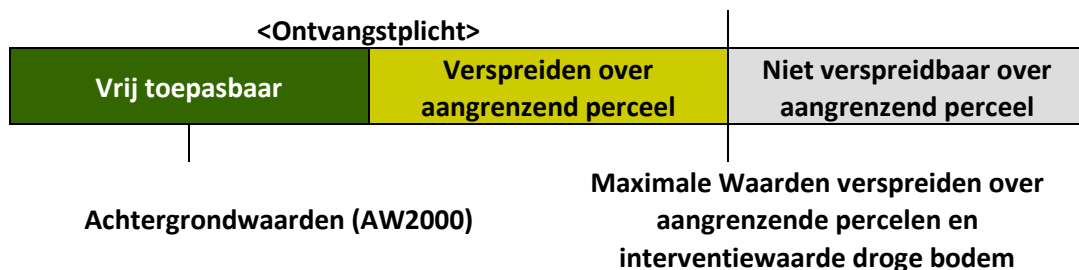 <Ontvangstplicht>
Vrij toepasbaar
Verspreiden over
aangrenzend perceel
Niet verspreidbaar over
aangrenzend perceel
Achtergrondwaarden (AW2000)
Maximale Waarden verspreiden over
aangrenzende percelen en
interventiewaarde droge bodem